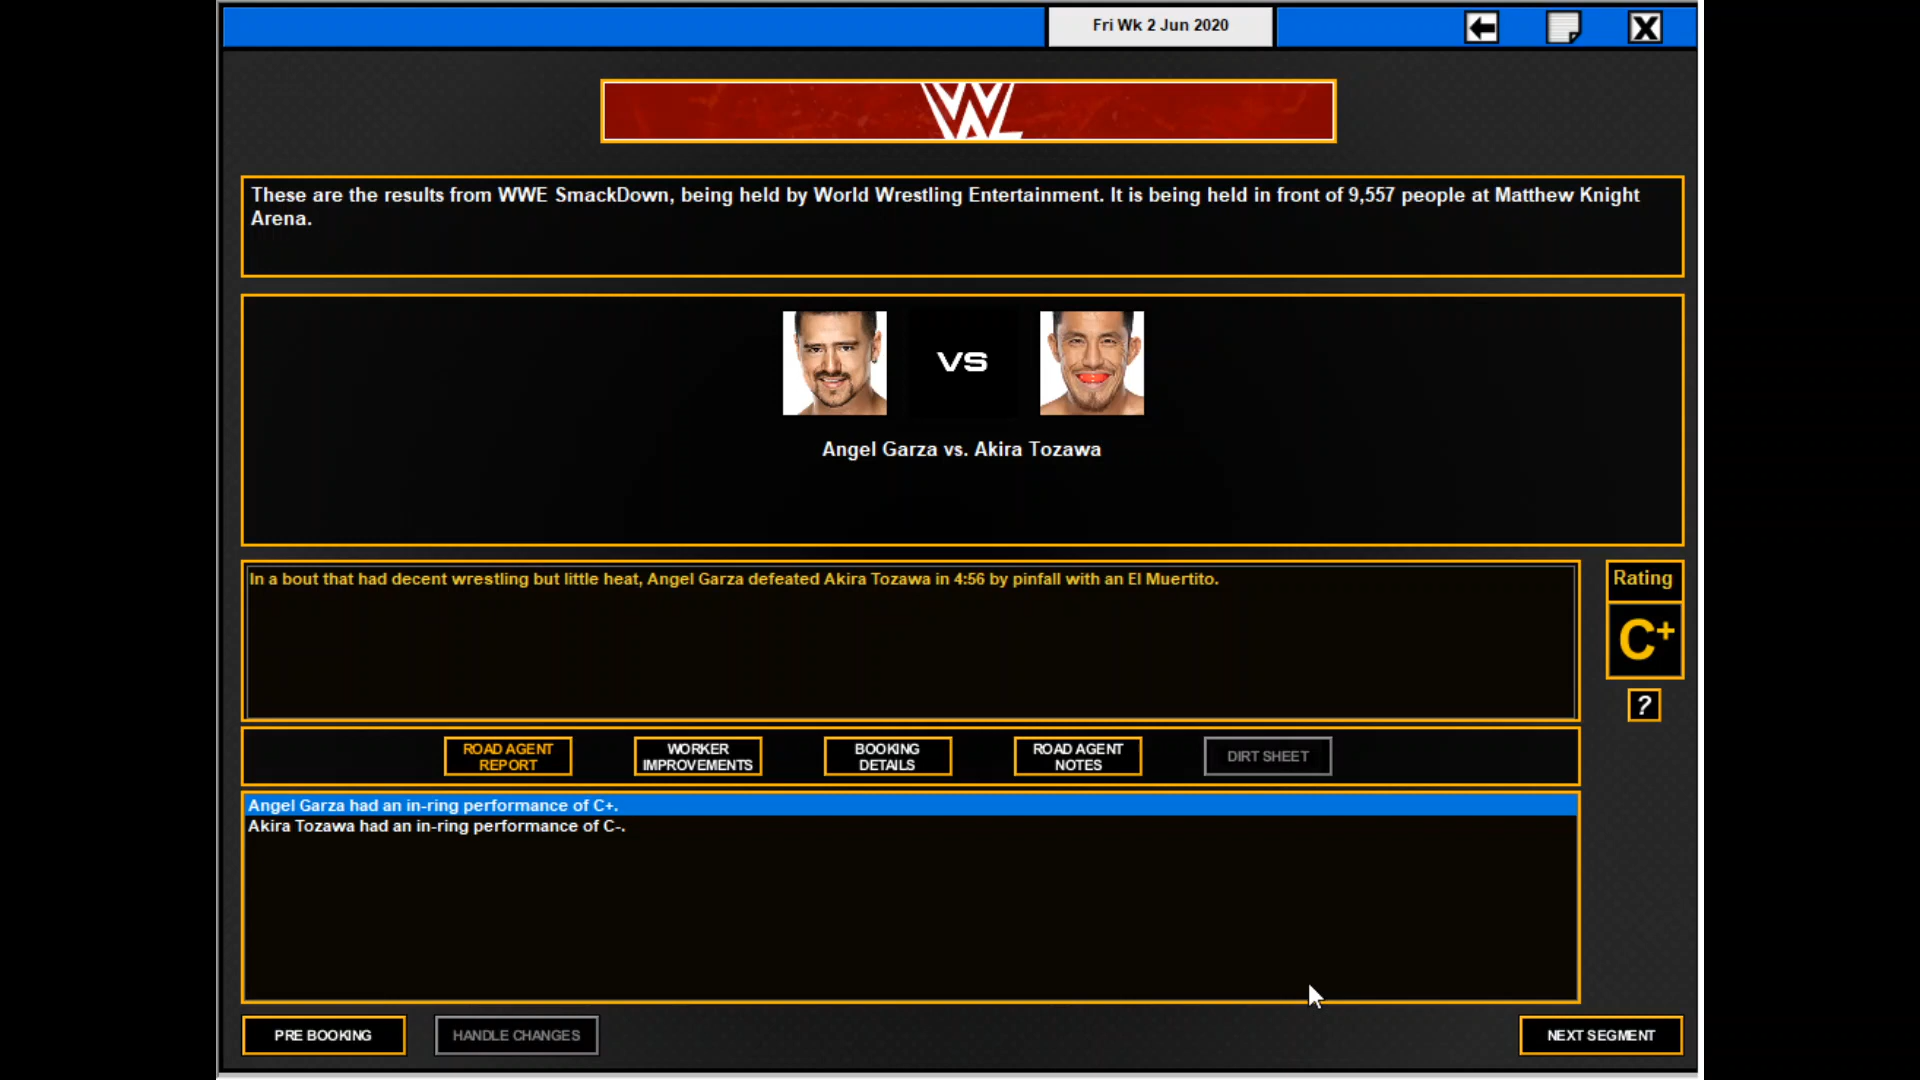 Fri Wk 2 Jun 2020
These are the results from WWE SmackDown, being held by World Wrestling Entertainment. It is being held in front of 9,557 people at Matthew Knight
Arena.
VS
Angel Garza vs. Akira Tozawa
In a bout that had decent wrestling but little heat, Angel Garza defeated Akira Tozawa in 4:56 by pinfall with an El Muertito.
Rating
C+
?
ROAD AGENT
REPORT
WORKER
IMPROVEMENTS
BOOKING
DETAILS
ROAD AGENT
NOTES
DIRT SHEET
Angel Garza had an in-ring performance of C+.
Akira Tozawa had an in-ring performance of C-.
PRE BOOKING
HANDLE CHANGES
NEXT SEGMENT